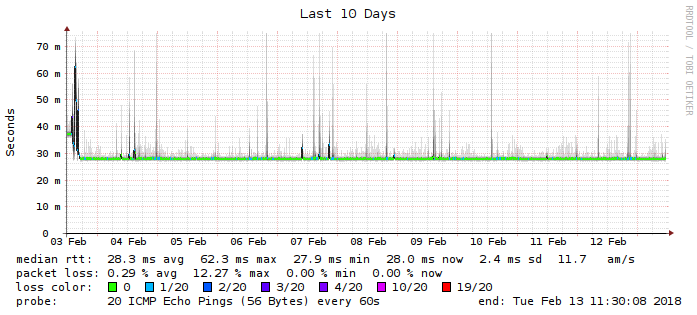 Last 10 Days
RRDTOOL / TOBI OETIKER
Seconds
70 m
60 m
50 m
40 m
30 m
20 m
10 m
0
03 Feb 04 Feb 05 Feb 06 Feb 07 Feb 08 Feb 09 Feb 10 Feb 11 Feb 12 Feb
median rtt: 28.3 ms avg 62.3 ms max 27.9 ms min 28.0 ms now 2.4 ms sd 11.7 am/s
packet loss: 0.29 % avg 12.27 % max 0.00 % min 0.00 % now
loss color: 0 1/20 2/20 3/20 4/20 10/20 19/20
probe: 20 ICMP Echo Pings (56 Bytes) every 60s end: Tue Feb 13 11:30:08 2018